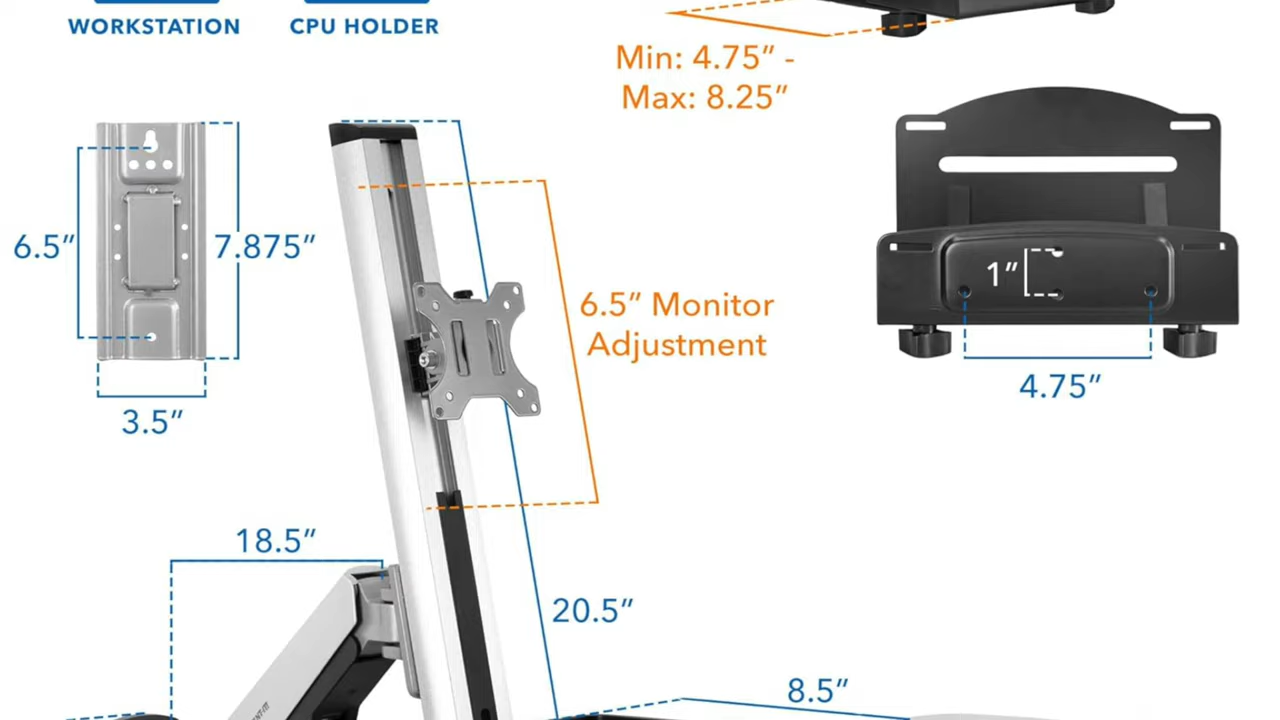 WORKSTATION
CPU HOLDER
Min: 4.75” -
Max: 8.25”
6.5”
7.875”
3.5”
6.5” Monitor
Adjustment
1”
4.75”
18.5”
20.5”
8.5”